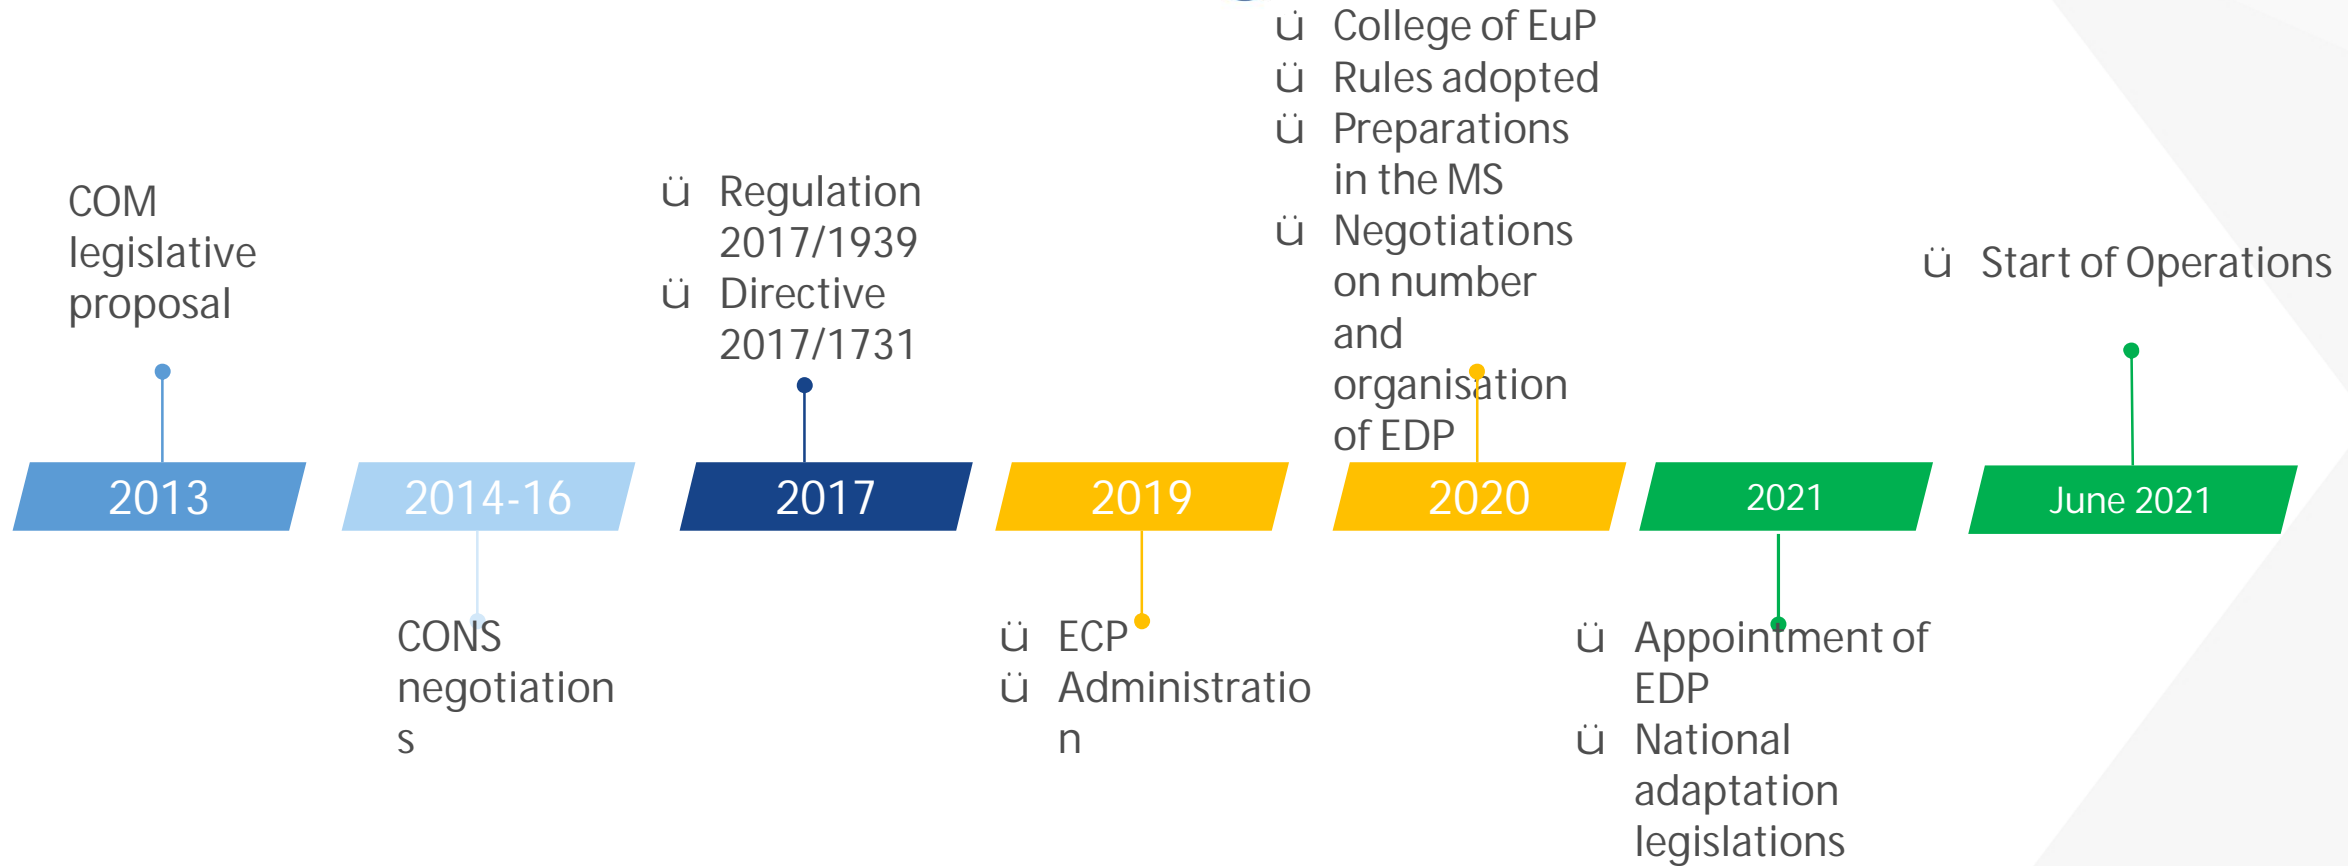 COM
legislative
proposal
2013
2014-16
CONS
negotiation
s
ü Regulation
2017/1939
ü Directive
2017/1731
2017
2019
ü ECP
ü Administratio
n
ü College of EuP
ü Rules adopted
ü Preparations
in the MS
ü Negotiations
on number
and
organisation
of EDP
2020
2021
ü Appointment of
EDP
ü National
adaptation
legislations
ü Start of Operations
June 2021